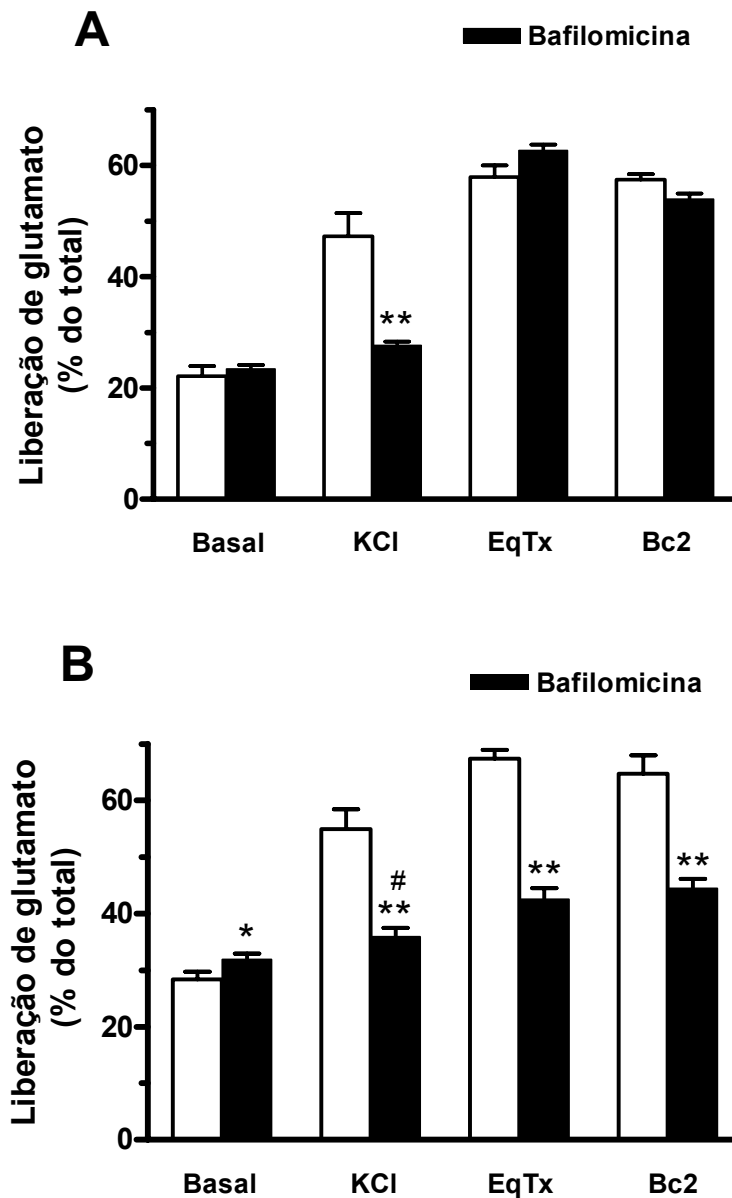 A
Bafilomicina
Liberação de glutamato
(% do total)
60
40
20
0
**
Basal KCl EqTx Bc2
B
Bafilomicina
Liberação de glutamato
(% do total)
60
40
20
0
*
#
**
**
**
Basal KCl EqTx Bc2